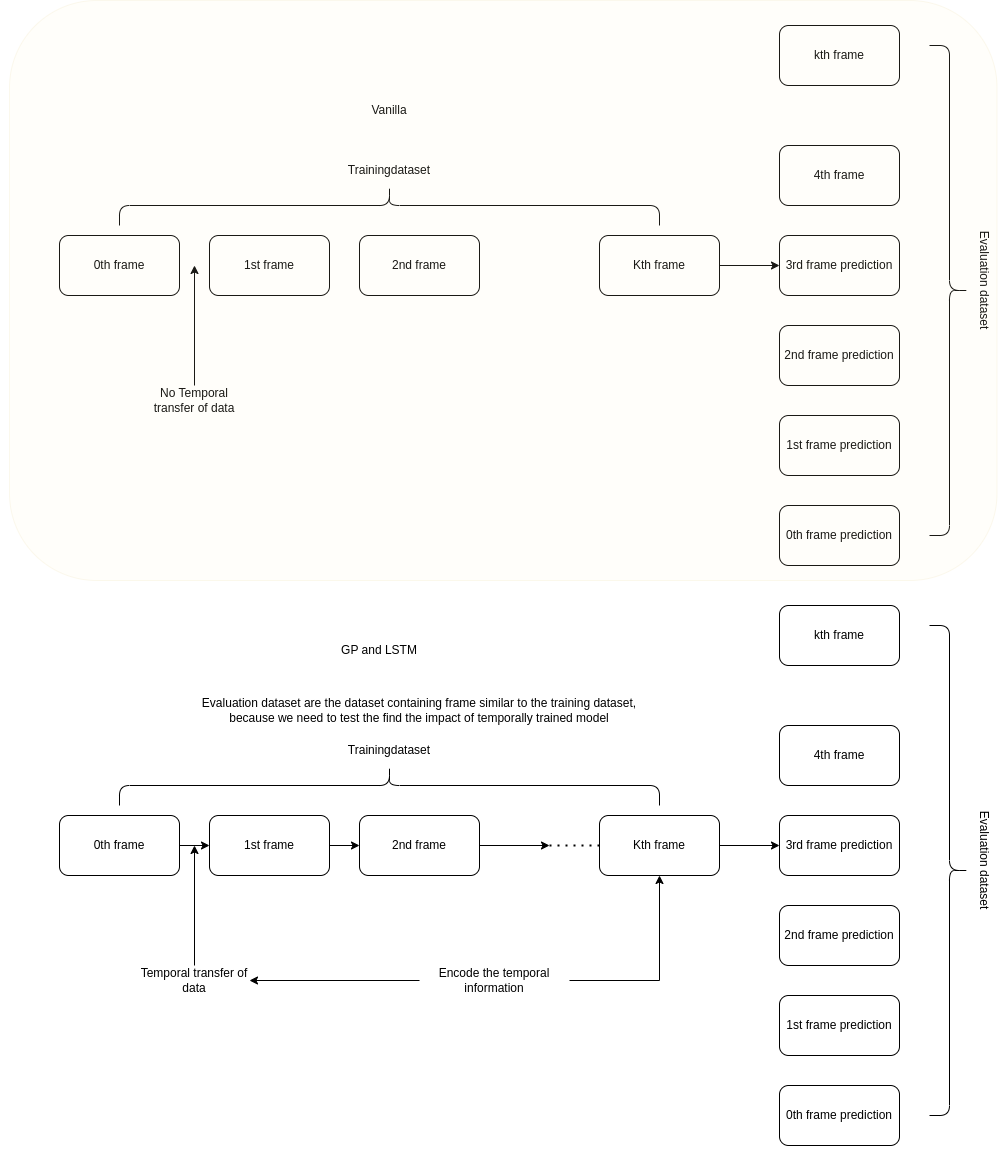 kth frame
Vanilla
4th frame
Trainingdataset
0th frame
1st frame
2nd frame
Kth frame
3rd frame prediction
Evaluation dataset
2nd frame prediction
No Temporal
transfer of data
1st frame prediction
0th frame prediction
kth frame
GP and LSTM
Evaluation dataset are the dataset containing frame similar to the training dataset,
because we need to test the find the impact of temporally trained model
Trainingdataset
4th frame
0th frame
1st frame
2nd frame
Kth frame
3rd frame prediction
Evaluation dataset
2nd frame prediction
Temporal transfer of
data
Encode the temporal
information
1st frame prediction
0th frame prediction